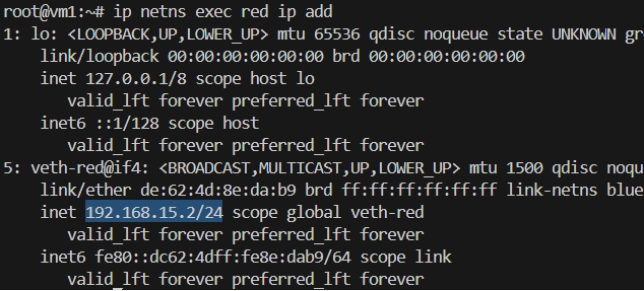 root@vm1:~# ip netns exec red ip add
1: lo: <LOOPBACK,UP,LOWER_UP> mtu 65536 qdisc noqueue state UNKNOWN gr
link/loopback 00:00:00:00:00:00 brd 00:00:00:00:00:00
inet 127.0.0.1/8 scope host lo
valid_lft forever preferred_lft forever
inet6 ::1/128 scope host
valid_lft forever preferred_lft forever
5: veth-red@if4: <BROADCAST,MULTICAST,UP,LOWER_UP> mtu 1500 qdisc noqu
link/ether de:62:4d:8e:da:b9 brd ff:ff:ff:ff:ff:ff link-netns blue
inet 192.168.15.2/24 scope global veth-red
valid_lft forever preferred_lft forever
inet6 fe80::dc62:4dff:fe8e:dab9/64 scope link
valid_lft forever preferred_lft forever